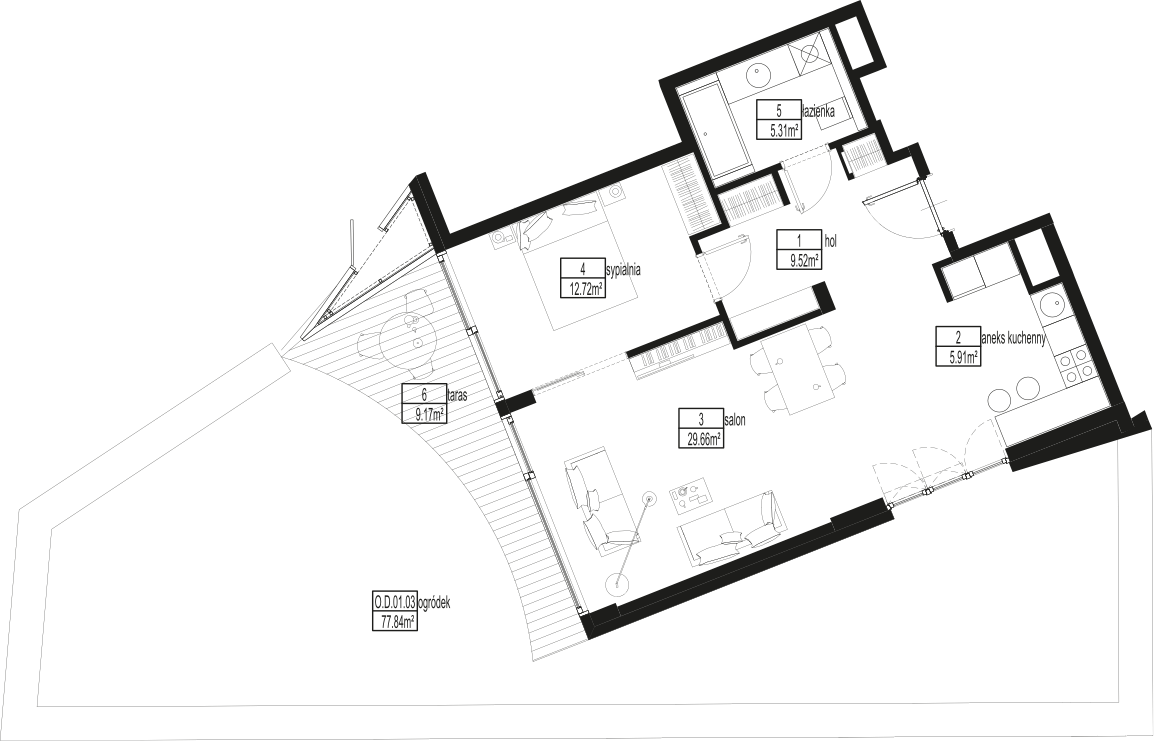 5 łazienka
5.31m²
1 hol
9.52m²
4 sypialnia
12.72m²
2 aneks kuchenny
5.91m²
6 taras
9.17m²
3 salon
29.66m²
O.D.01.03 ogródek
77.84m²